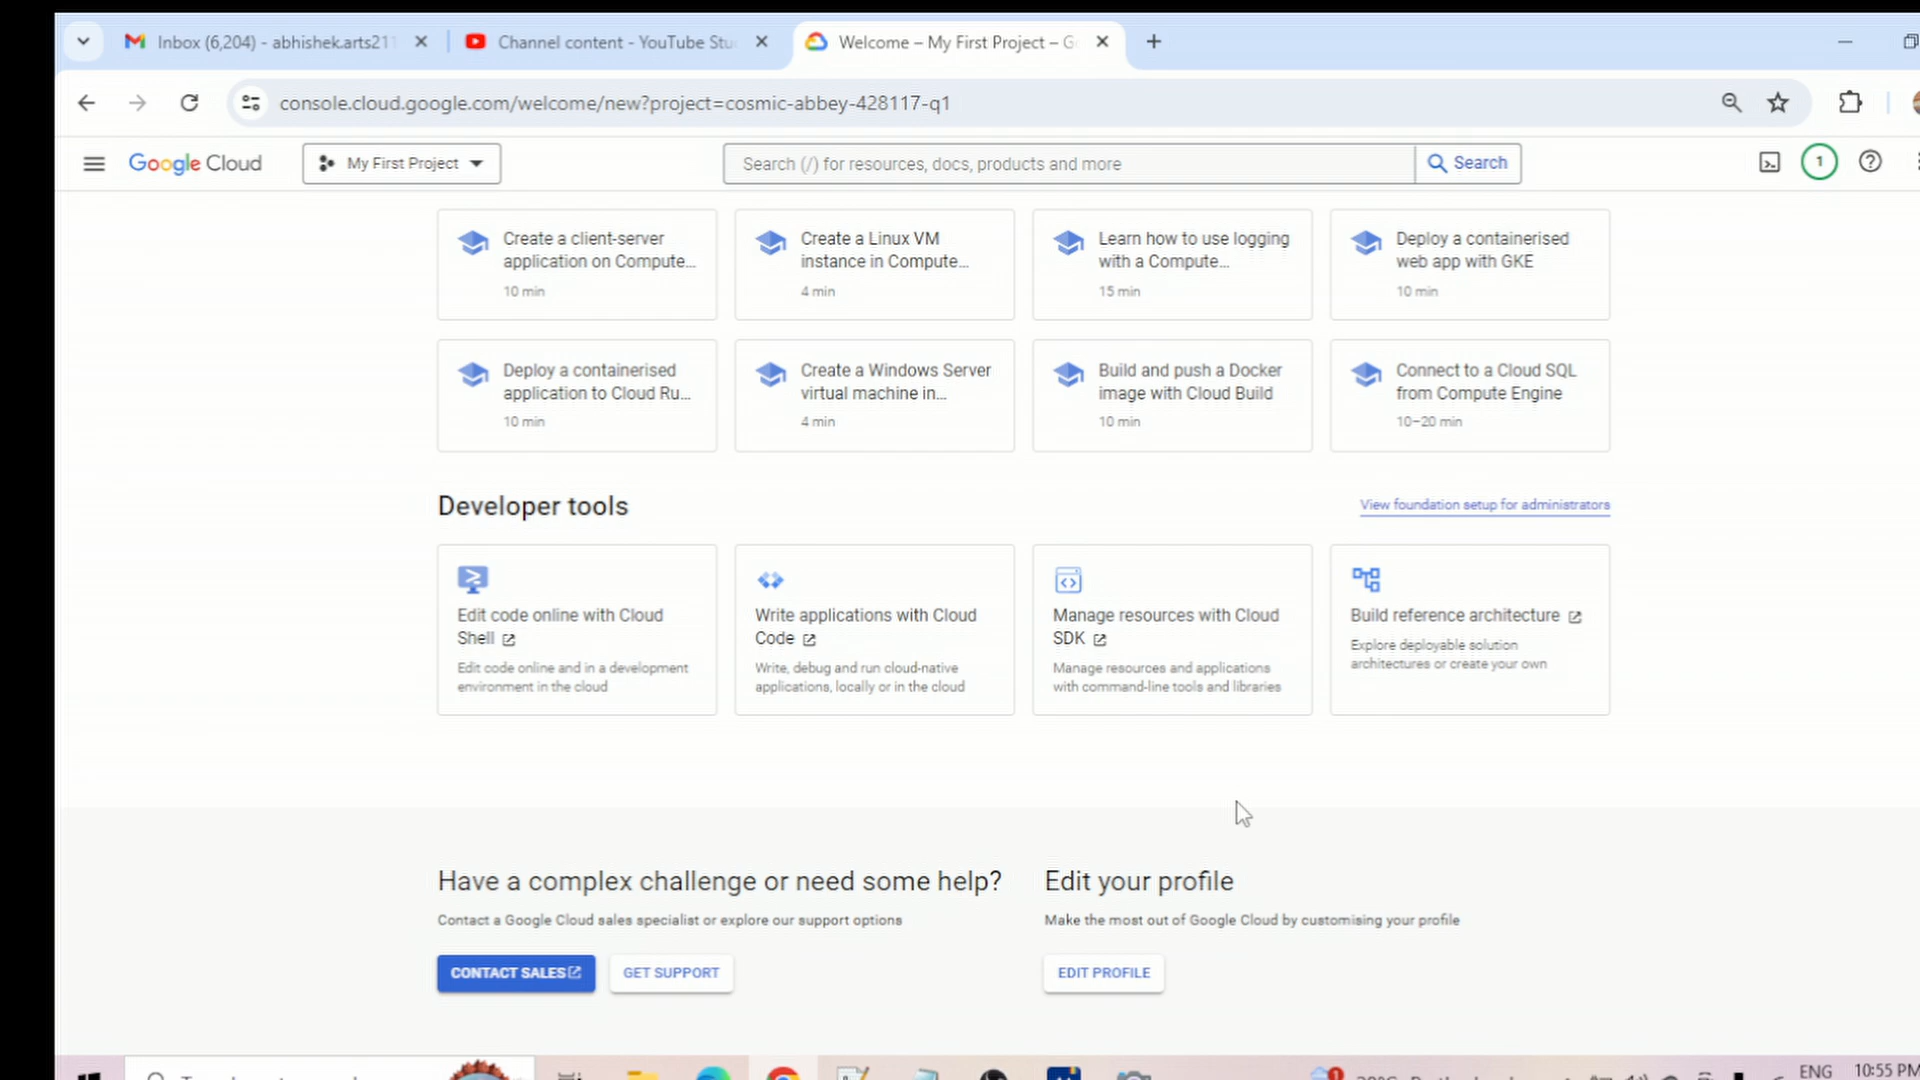 Inbox (6,204) - abhishek.arts211
Channel content - YouTube Stu
Welcome – My First Project – G
console.cloud.google.com/welcome/new?project=cosmic-abbey-428117-q1
Google Cloud
My First Project
Search (/) for resources, docs, products and more
Search
1
Create a client-server
application on Compute...
10 min
Create a Linux VM
instance in Compute...
4 min
Learn how to use logging
with a Compute...
15 min
Deploy a containerised
web app with GKE
10 min
Deploy a containerised
application to Cloud Ru...
10 min
Create a Windows Server
virtual machine in...
4 min
Build and push a Docker
image with Cloud Build
10 min
Connect to a Cloud SQL
from Compute Engine
10–20 min
Developer tools
View foundation setup for administrators
Edit code online with Cloud
Shell
Edit code online and in a development
environment in the cloud
Write applications with Cloud
Code
Write, debug and run cloud-native
applications, locally or in the cloud
Manage resources with Cloud
SDK
Manage resources and applications
with command-line tools and libraries
Build reference architecture
Explore deployable solution
architectures or create your own
Have a complex challenge or need some help?
Contact a Google Cloud sales specialist or explore our support options
CONTACT SALES
GET SUPPORT
Edit your profile
Make the most out of Google Cloud by customising your profile
EDIT PROFILE
1
ENG
10:55 PM